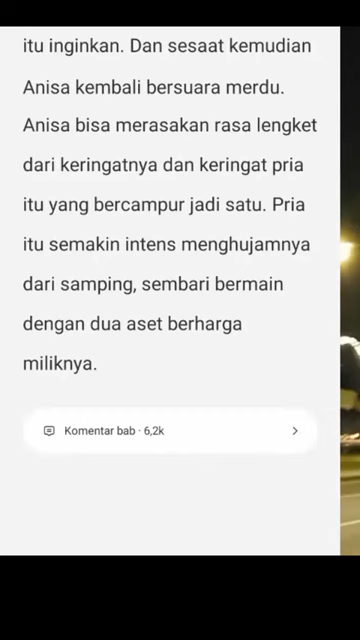 itu inginkan. Dan sesaat kemudian
Anisa kembali bersuara merdu.
Anisa bisa merasakan rasa lengket
dari keringatnya dan keringat pria
itu yang bercampur jadi satu. Pria
itu semakin intens menghujamnya
dari samping, sembari bermain
dengan dua aset berharga
miliknya.
Komentar bab · 6,2k